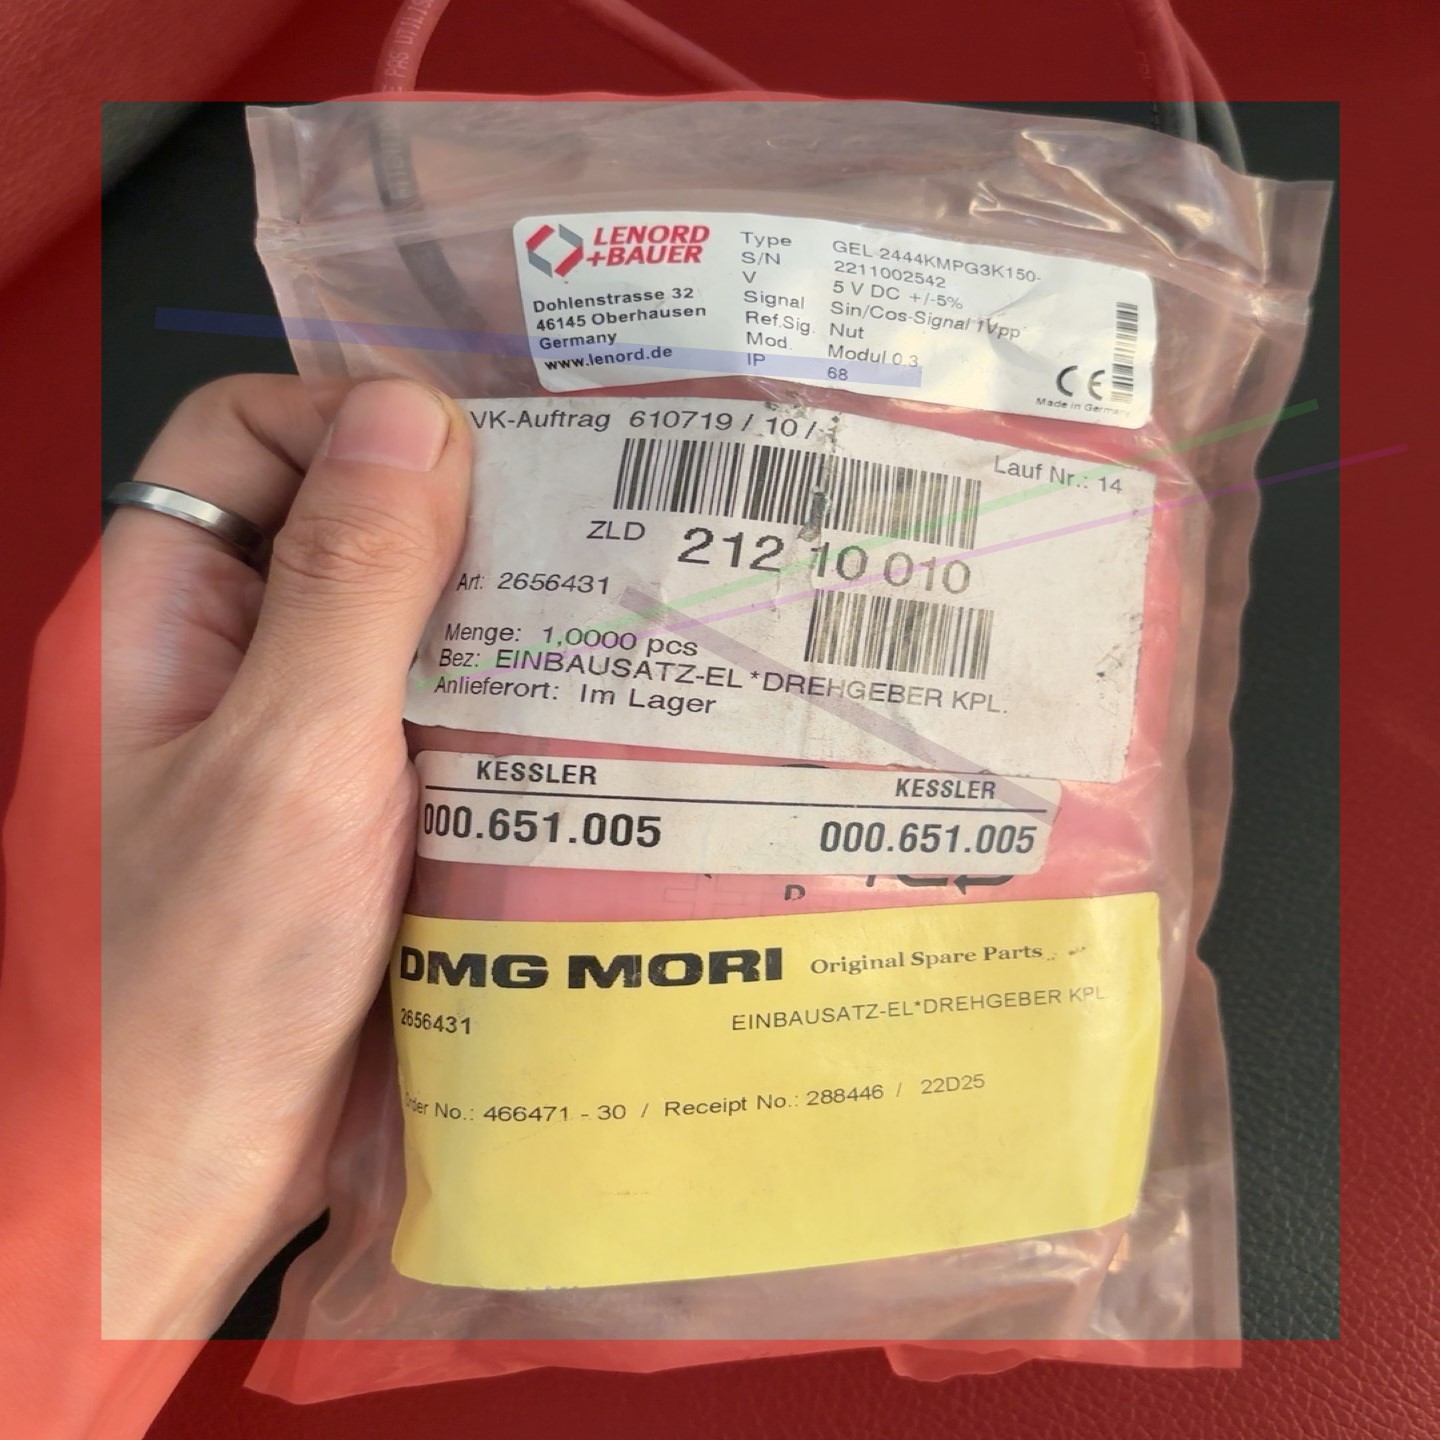 LENORD
+BAUER
Dohlenstrasse 32
46145 Oberhausen
Germany
www.lenord.de
Type GEL 2444KMPG3K150-
S/N 2211002542
V 5 V DC +/-5%
Signal Sin/Cos-Signal 1Vpp
Ref.Sig. Nut
Mod. Modul 0.3
IP 68
CE
Made in Germany
VK-Auftrag 610719 / 10 /
Lauf Nr.: 14
ZLD 212 10 010
Art: 2656431
Menge: 1,0000 pcs
Bez: EINBAUSATZ-EL*DREHGEBER KPL.
Anlieferort: Im Lager
KESSLER KESSLER
000.651.005 000.651.005
D
DMG MORI Original Spare Parts
2656431 EINBAUSATZ-EL*DREHGEBER KPL
Order No.: 466471 - 30 / Receipt No.: 288446 / 22D25